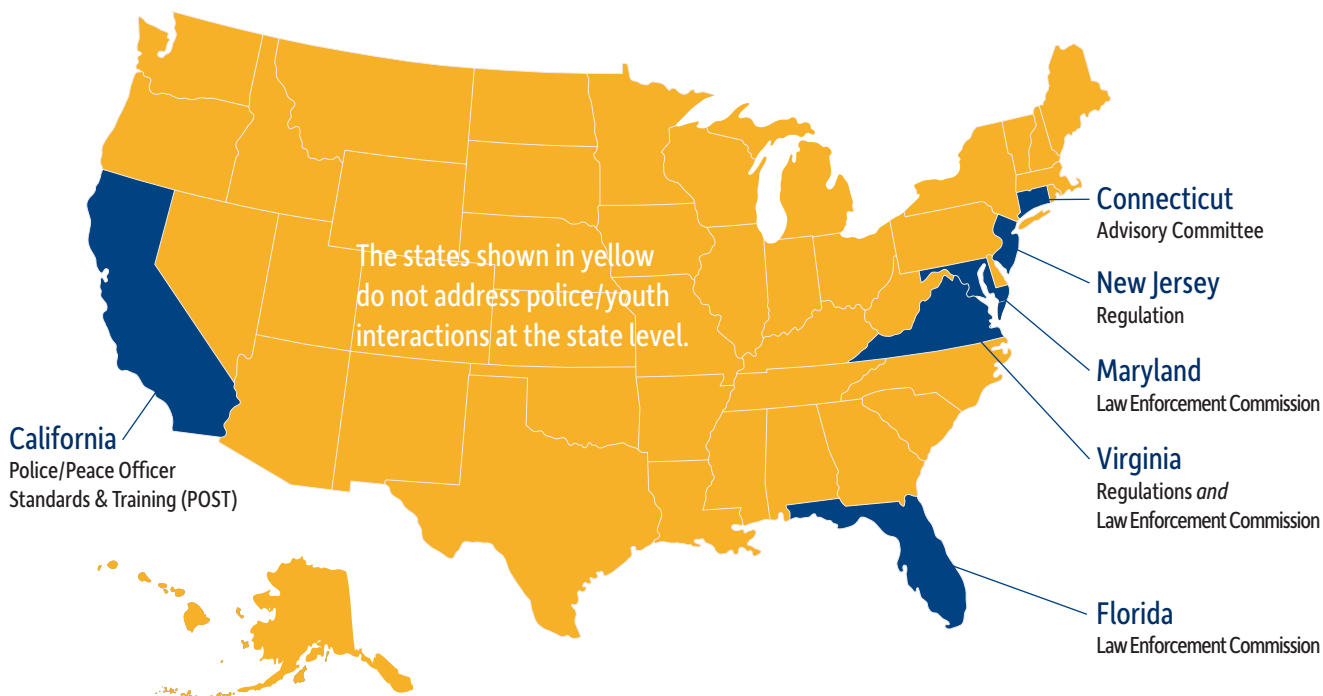 The states shown in yellow
do not address police/youth
interactions at the state level.
California
Police/Peace Officer
Standards & Training (POST)
Connecticut
Advisory Committee
New Jersey
Regulation
Maryland
Law Enforcement Commission
Virginia
Regulations and
Law Enforcement Commission
Florida
Law Enforcement Commission